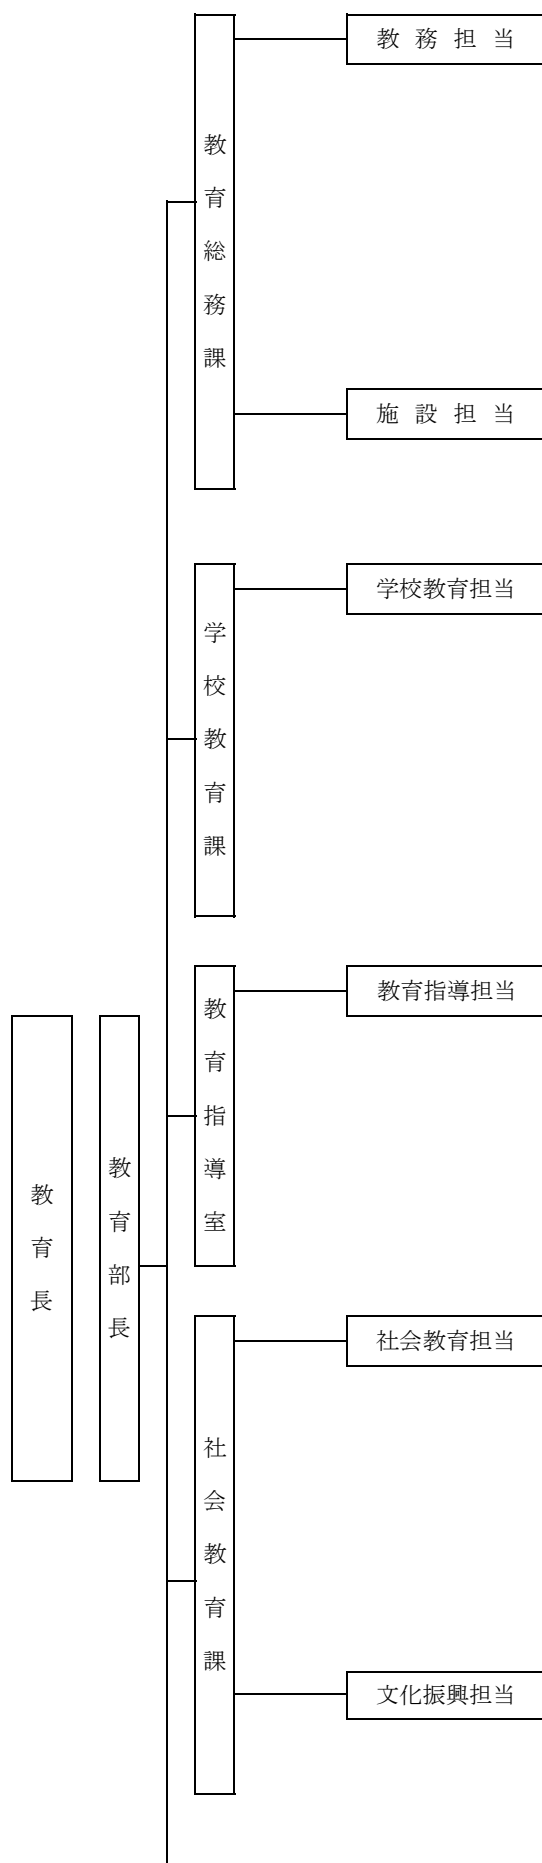 教育長
教育部長
教育総務課
教務担当
施設担当
学校教育課
学校教育担当
教育指導室
教育指導担当
社会教育課
社会教育担当
文化振興担当